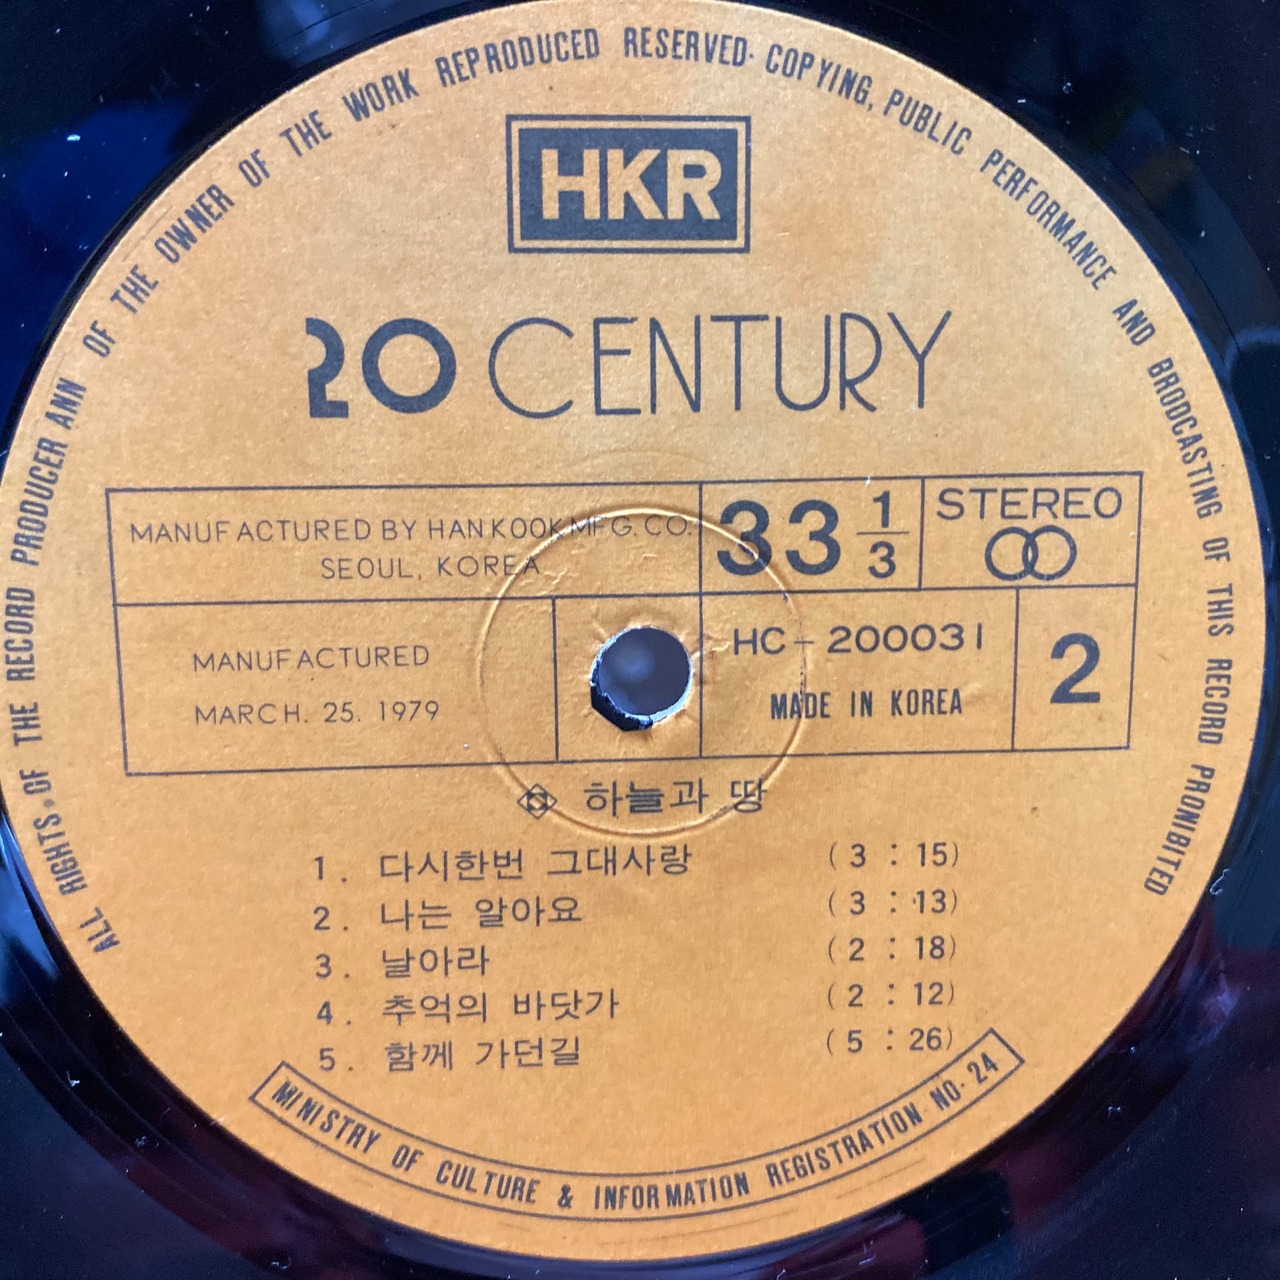 ALL RIGHTS OF THE RECORD PRODUCER ANN OF THE OWNER OF THE WORK REPRODUCED RESERVED· COPYING, PUBLIC PERFORMANCE AND BRODCASTING OF THIS RECORD PROHIBITED
HKR
20 CENTURY
MANUFACTURED BY HANKOOK MFG. CO.
SEOUL, KOREA
33 1/3
STEREO
MANUFACTURED
MARCH. 25. 1979
HC-200031
MADE IN KOREA
2
하늘과 땅
1. 다시한번 그대사랑 (3:15)
2. 나는 알아요 (3:13)
3. 날아라 (2:18)
4. 추억의 바닷가 (2:12)
5. 함께 가던길 (5:26)
MINISTRY OF CULTURE & INFORMATION REGISTRATION NO· 24